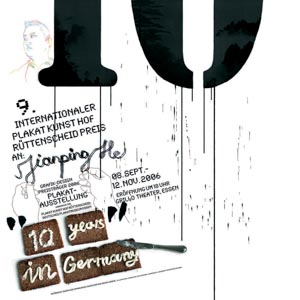 10
9.
INTERNATIONALER
PLAKAT KUNST HOF
RÜTTENSCHEID PREIS
AN:
Jianping He
GRAFIK-DESIGN
PREISTRÄGER 2006
PLAKAT-
AUSSTELLUNG
08.SEPT.-
12.NOV.2006
ERÖFFNUNG UM 18 UHR
GRILLO THEATER, ESSEN
"10 years
in Germany"